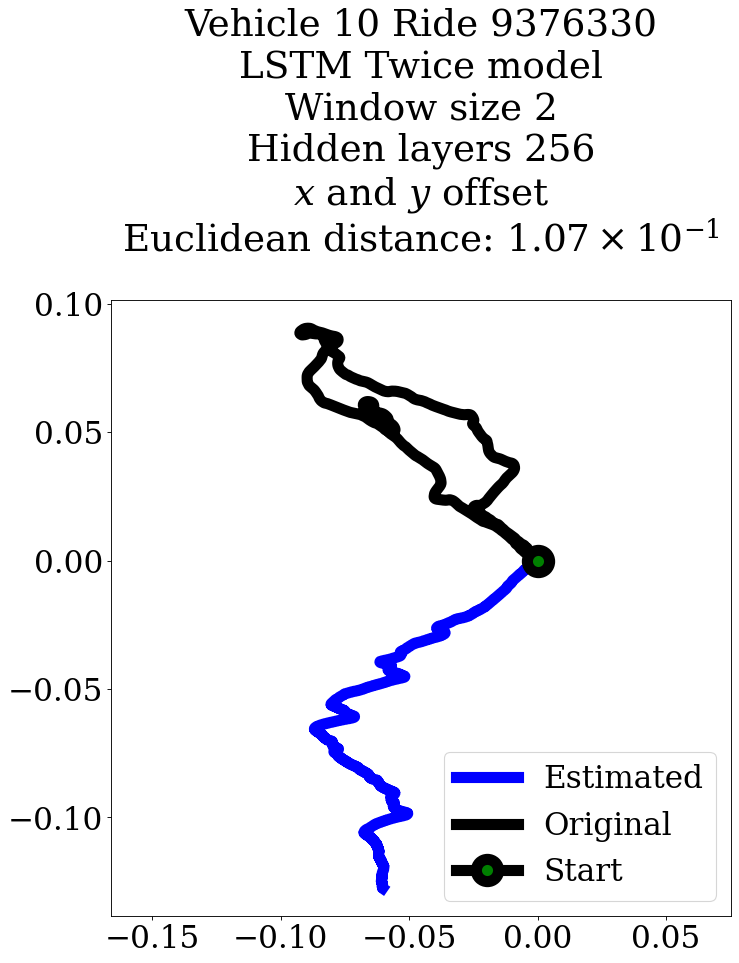 Vehicle 10 Ride 9376330
LSTM Twice model
Window size 2
Hidden layers 256
x and y offset
Euclidean distance: 1.07 × 10⁻¹
0.10
0.05
0.00
−0.05
−0.10
Estimated
Original
Start
−0.15 −0.10 −0.05 0.00 0.05